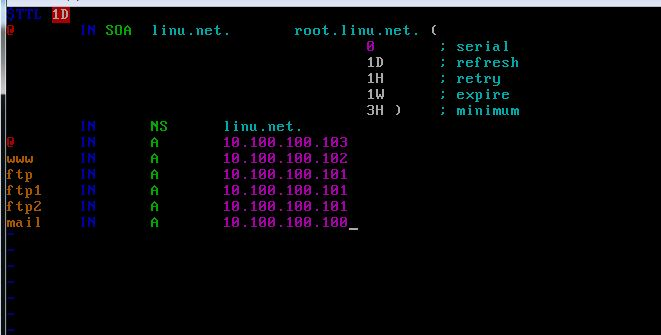 $TTL 1D
@ IN SOA linu.net. root.linu.net. (
0 ; serial
1D ; refresh
1H ; retry
1W ; expire
3H ) ; minimum
IN NS linu.net.
@ IN A 10.100.100.103
www IN A 10.100.100.102
ftp IN A 10.100.100.101
ftp1 IN A 10.100.100.101
ftp2 IN A 10.100.100.101
mail IN A 10.100.100.100
~
~
~
~
~
~